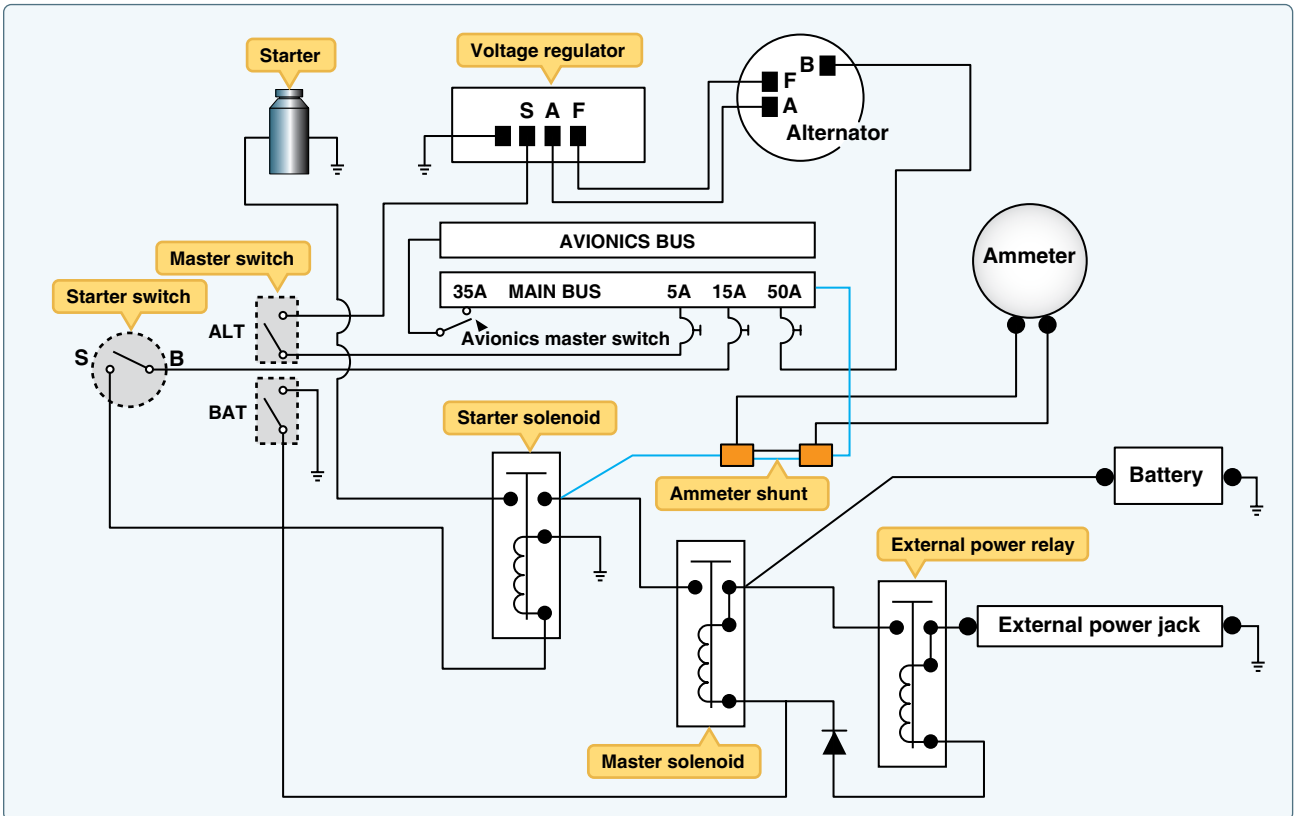 Starter
Voltage regulator
S A F
B
F
A
Alternator
AVIONICS BUS
Ammeter
Master switch
Starter switch
35A MAIN BUS 5A 15A 50A
ALT
Avionics master switch
S B
BAT
Starter solenoid
Ammeter shunt
Battery
External power relay
External power jack
Master solenoid